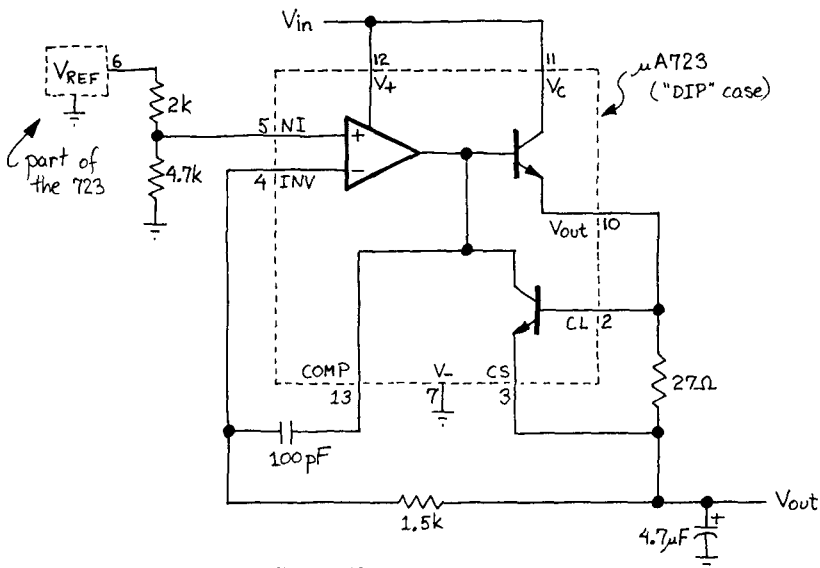 Vin
12
V+
11
VC
μA723
("DIP" case)
VREF
6
2k
part of
the 723
4.7k
5 NI
+
4 INV
−
Vout 10
CL 2
COMP
13
V-
7
CS
3
27Ω
100pF
1.5k
Vout
4.7μF
+